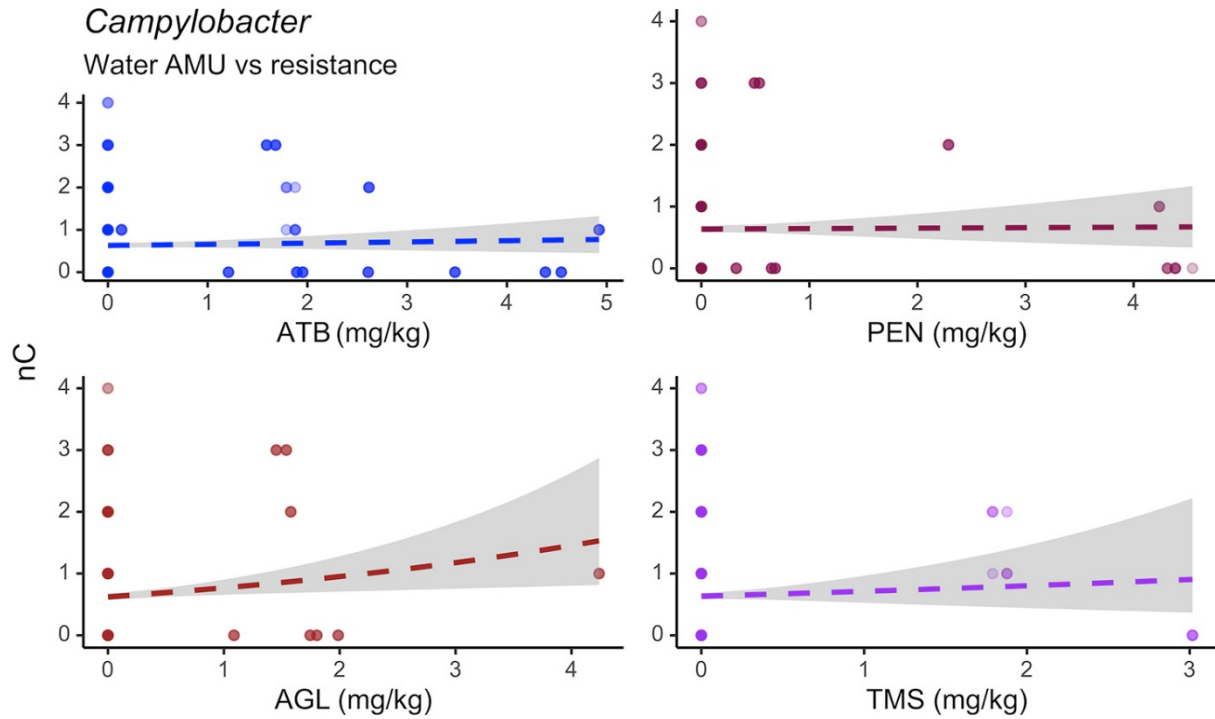 Campylobacter
Water AMU vs resistance
4
3
2
1
0
0 1 2 3 4 5
ATB (mg/kg)
4
3
2
1
0
0 1 2 3 4
PEN (mg/kg)
nC
4
3
2
1
0
0 1 2 3 4
AGL (mg/kg)
4
3
2
1
0
0 1 2 3
TMS (mg/kg)